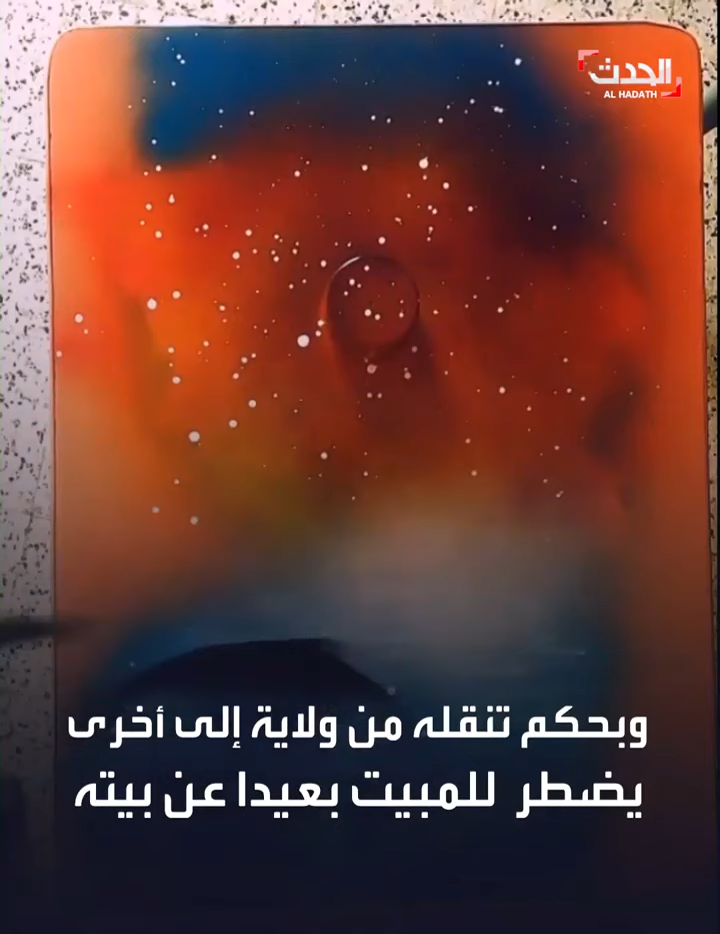 الحدث
AL HADATH
وبحكم تنقله من ولاية إلى أخرى
يضطر للمبيت بعيدا عن بيته